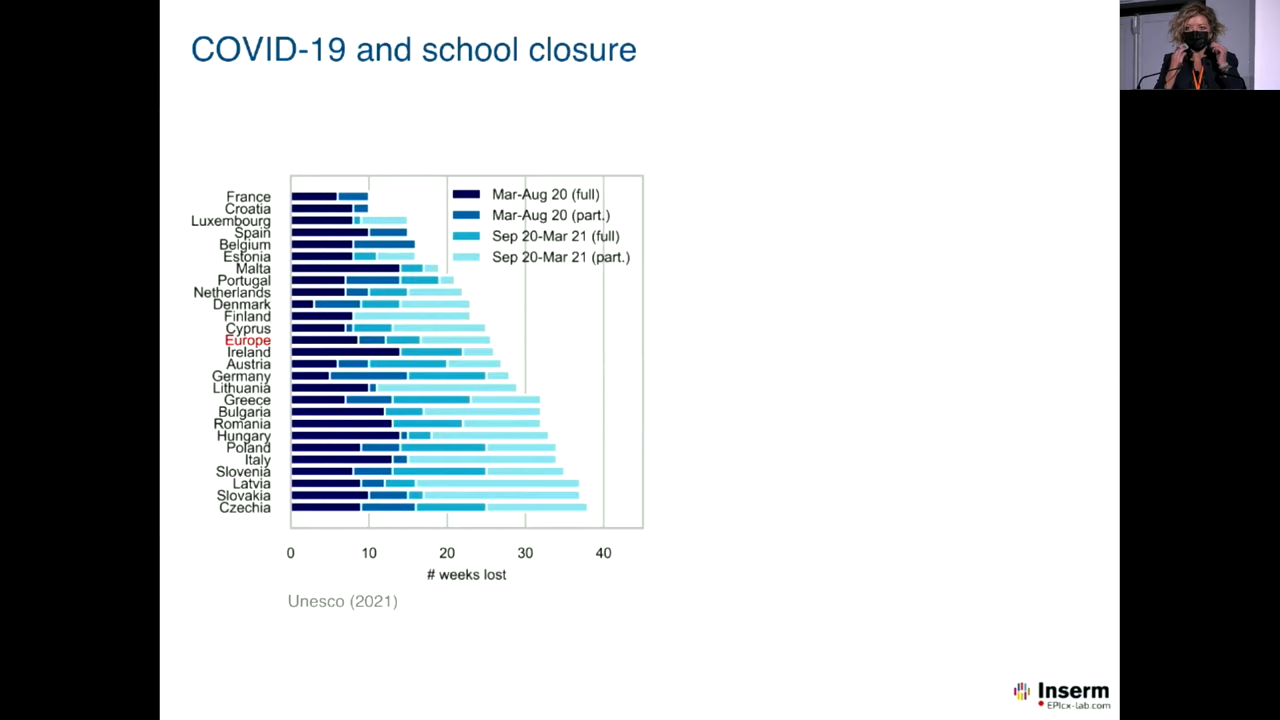 COVID-19 and school closure
France
Croatia
Luxembourg
Spain
Belgium
Estonia
Malta
Portugal
Netherlands
Denmark
Finland
Cyprus
Europe
Ireland
Austria
Germany
Lithuania
Greece
Bulgaria
Romania
Hungary
Poland
Italy
Slovenia
Latvia
Slovakia
Czechia
Mar-Aug 20 (full)
Mar-Aug 20 (part.)
Sep 20-Mar 21 (full)
Sep 20-Mar 21 (part.)
0 10 20 30 40
# weeks lost
Unesco (2021)
Inserm
EPIcx-lab.com